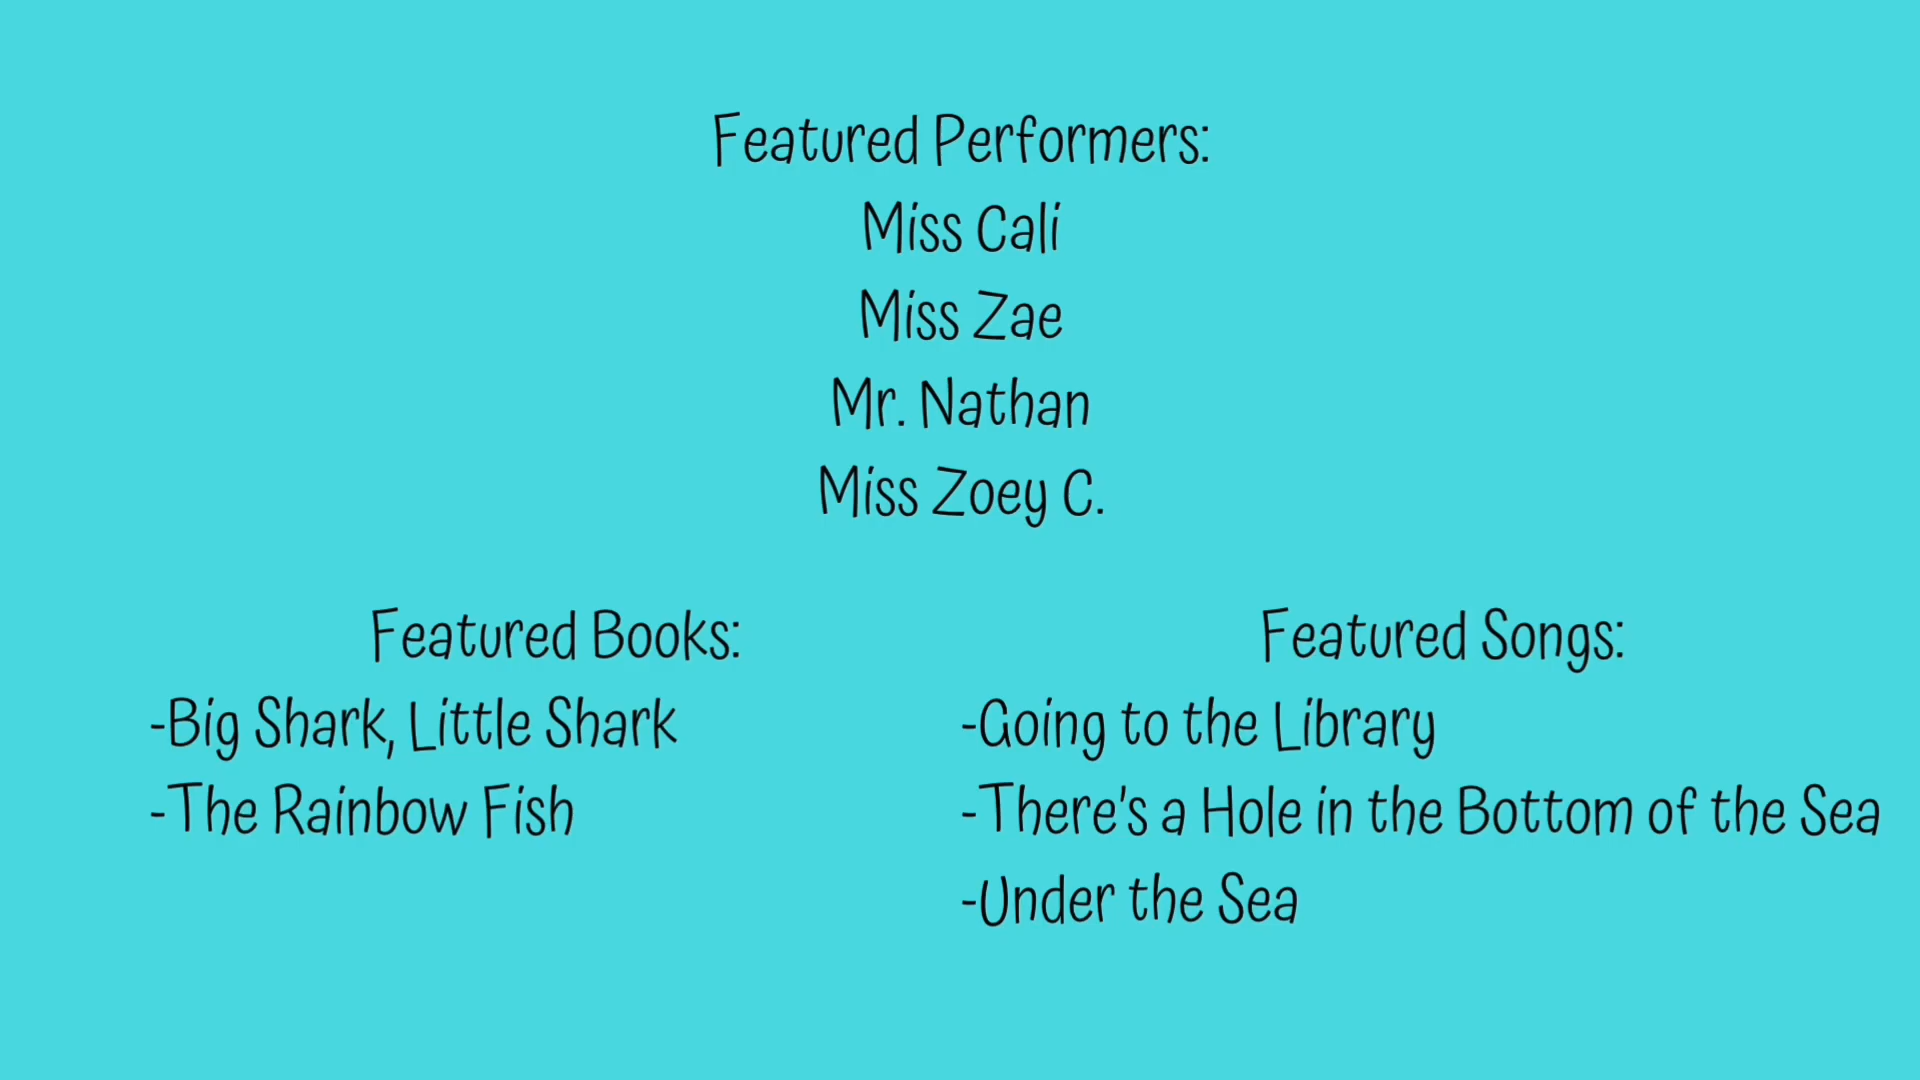 Featured Performers:
Miss Cali
Miss Zae
Mr. Nathan
Miss Zoey C.
Featured Books:
-Big Shark, Little Shark
-The Rainbow Fish
Featured Songs:
-Going to the Library
-There's a Hole in the Bottom of the Sea
-Under the Sea